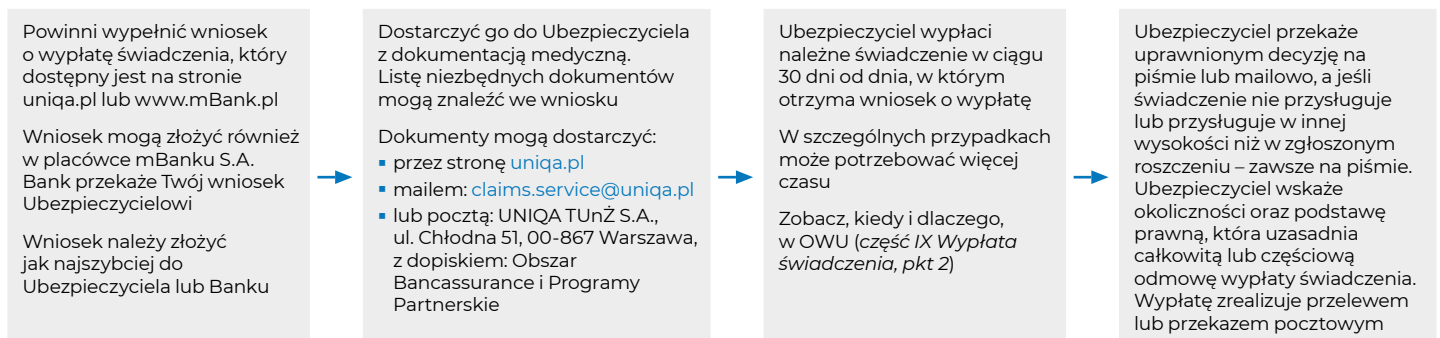 Powinni wypełnić wniosek
o wypłatę świadczenia, który
dostępny jest na stronie
uniqa.pl lub www.mBank.pl
Wniosek mogą złożyć również
w placówce mBanku S.A.
Bank przekaże Twój wniosek
Ubezpieczycielowi
Wniosek należy złożyć
jak najszybciej do
Ubezpieczyciela lub Banku
Dostarczyć go do Ubezpieczyciela
z dokumentacją medyczną.
Listę niezbędnych dokumentów
mogą znaleźć we wniosku
Dokumenty mogą dostarczyć:
▪ przez stronę uniqa.pl
▪ mailem: claims.service@uniqa.pl
▪ lub pocztą: UNIQA TUnŻ S.A.,
ul. Chłodna 51, 00-867 Warszawa,
z dopiskiem: Obszar
Bancassurance i Programy
Partnerskie
Ubezpieczyciel wypłaci
należne świadczenie w ciągu
30 dni od dnia, w którym
otrzyma wniosek o wypłatę
W szczególnych przypadkach
może potrzebować więcej
czasu
Zobacz, kiedy i dlaczego,
w OWU (część IX Wypłata
świadczenia, pkt 2)
Ubezpieczyciel przekaże
uprawnionym decyzję na
piśmie lub mailowo, a jeśli
świadczenie nie przysługuje
lub przysługuje w innej
wysokości niż w zgłoszonym
roszczeniu – zawsze na piśmie.
Ubezpieczyciel wskaże
okoliczności oraz podstawę
prawną, która uzasadnia
całkowitą lub częściową
odmowę wypłaty świadczenia.
Wypłatę zrealizuje przelewem
lub przekazem pocztowym